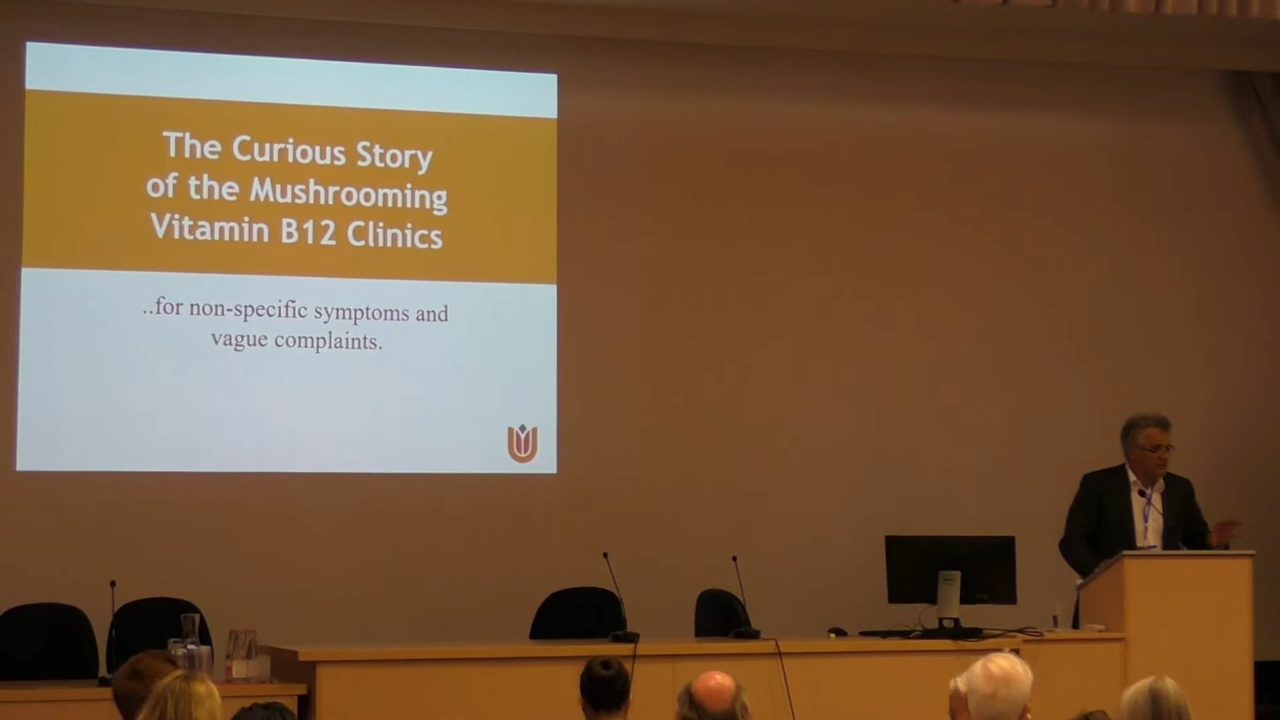 The Curious Story
of the Mushrooming
Vitamin B12 Clinics
..for non-specific symptoms and
vague complaints.